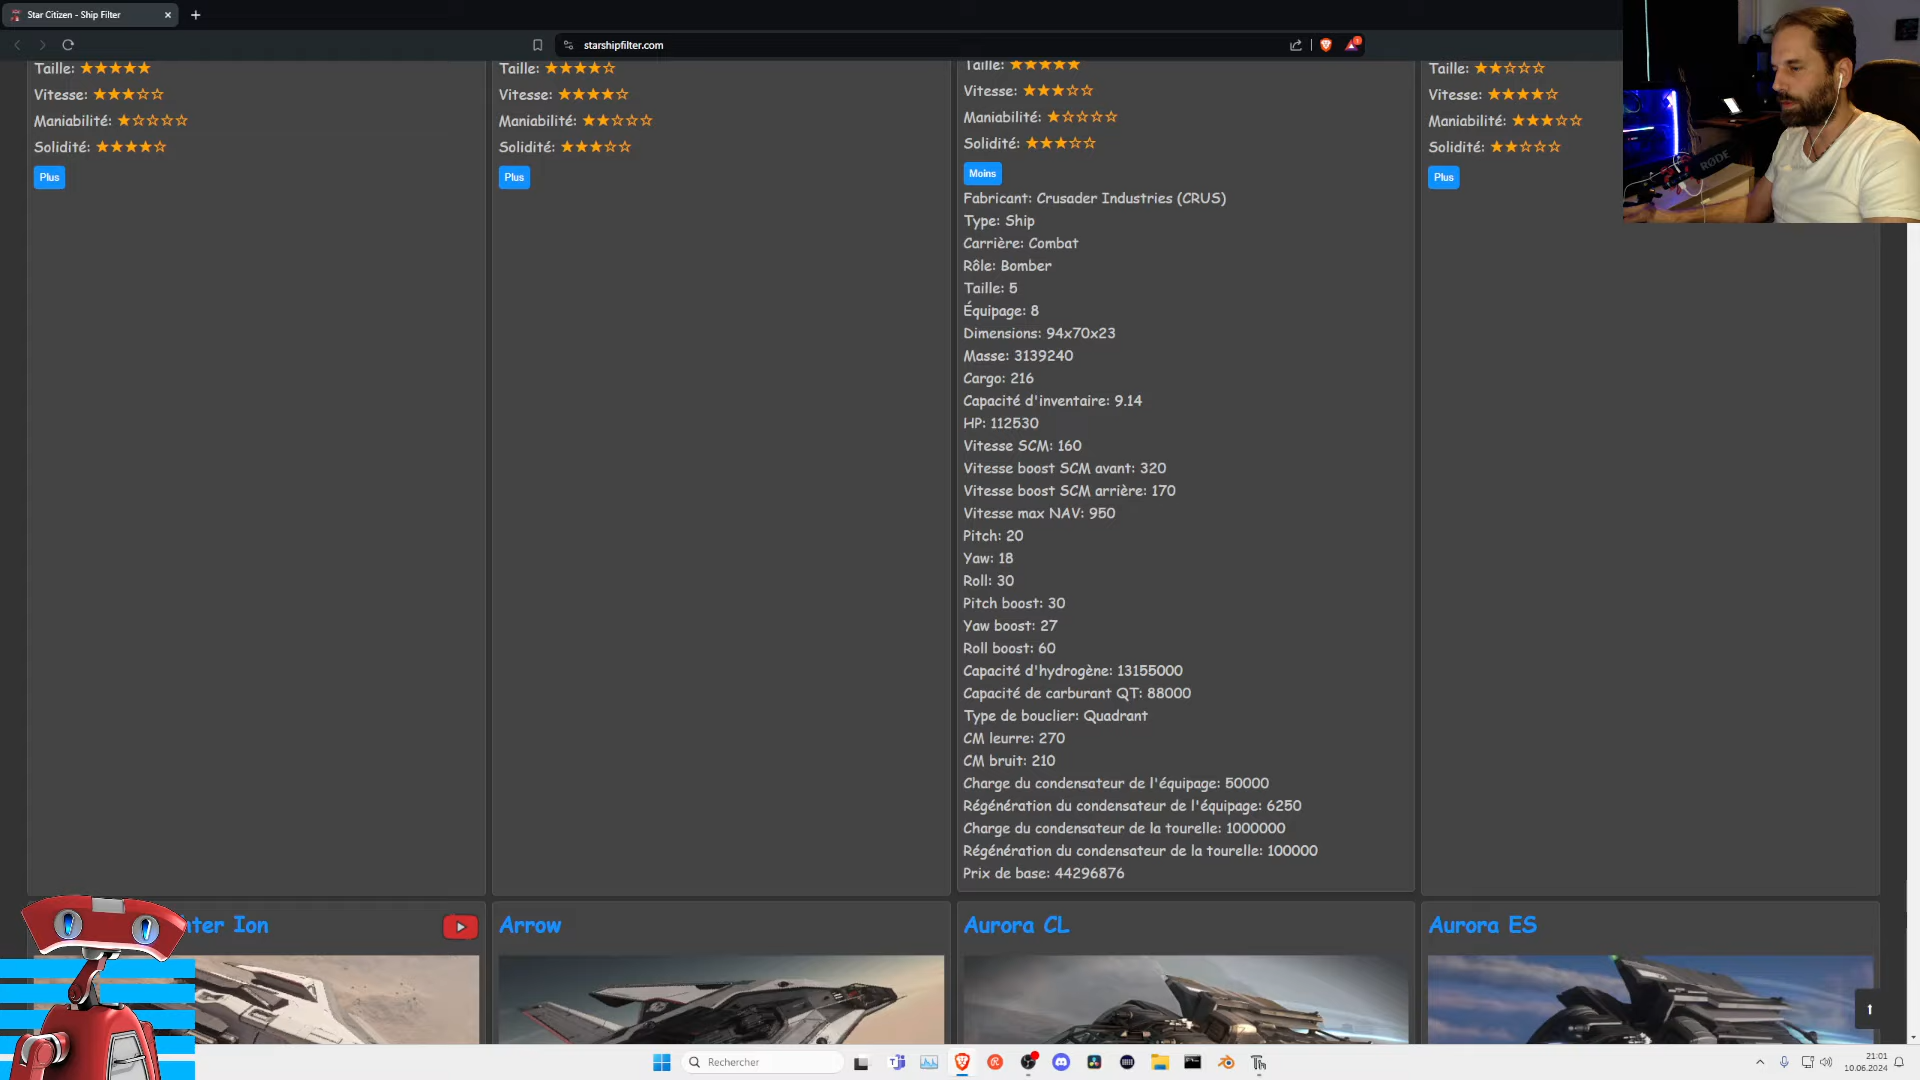 Star Citizen - Ship Filter
starshipfilter.com
Taille: ★★★★★
Vitesse: ★★★☆☆
Maniabilité: ★☆☆☆☆
Solidité: ★★★★☆
Plus
Taille: ★★★★☆
Vitesse: ★★★★☆
Maniabilité: ★★☆☆☆
Solidité: ★★★☆☆
Plus
Taille: ★★★★★
Vitesse: ★★★☆☆
Maniabilité: ★☆☆☆☆
Solidité: ★★★☆☆
Moins
Fabricant: Crusader Industries (CRUS)
Type: Ship
Carrière: Combat
Rôle: Bomber
Taille: 5
Équipage: 8
Dimensions: 94x70x23
Masse: 3139240
Cargo: 216
Capacité d'inventaire: 9.14
HP: 112530
Vitesse SCM: 160
Vitesse boost SCM avant: 320
Vitesse boost SCM arrière: 170
Vitesse max NAV: 950
Pitch: 20
Yaw: 18
Roll: 30
Pitch boost: 30
Yaw boost: 27
Roll boost: 60
Capacité d'hydrogène: 13155000
Capacité de carburant QT: 88000
Type de bouclier: Quadrant
CM leurre: 270
CM bruit: 210
Charge du condensateur de l'équipage: 50000
Régénération du condensateur de l'équipage: 6250
Charge du condensateur de la tourelle: 1000000
Régénération du condensateur de la tourelle: 100000
Prix de base: 44296876
Taille: ★★☆☆☆
Vitesse: ★★★★☆
Maniabilité: ★★★☆☆
Solidité: ★★☆☆☆
Plus
RØDE
hter Ion
Arrow
Aurora CL
Aurora ES
Rechercher
21:01
10.06.2024